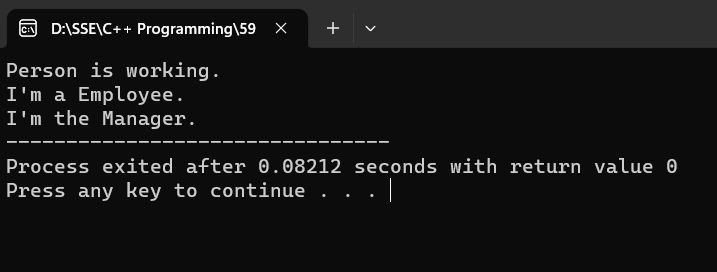 D:\SSE\C++ Programming\59
Person is working.
I'm a Employee.
I'm the Manager.
--------------------------------
Process exited after 0.08212 seconds with return value 0
Press any key to continue . . .